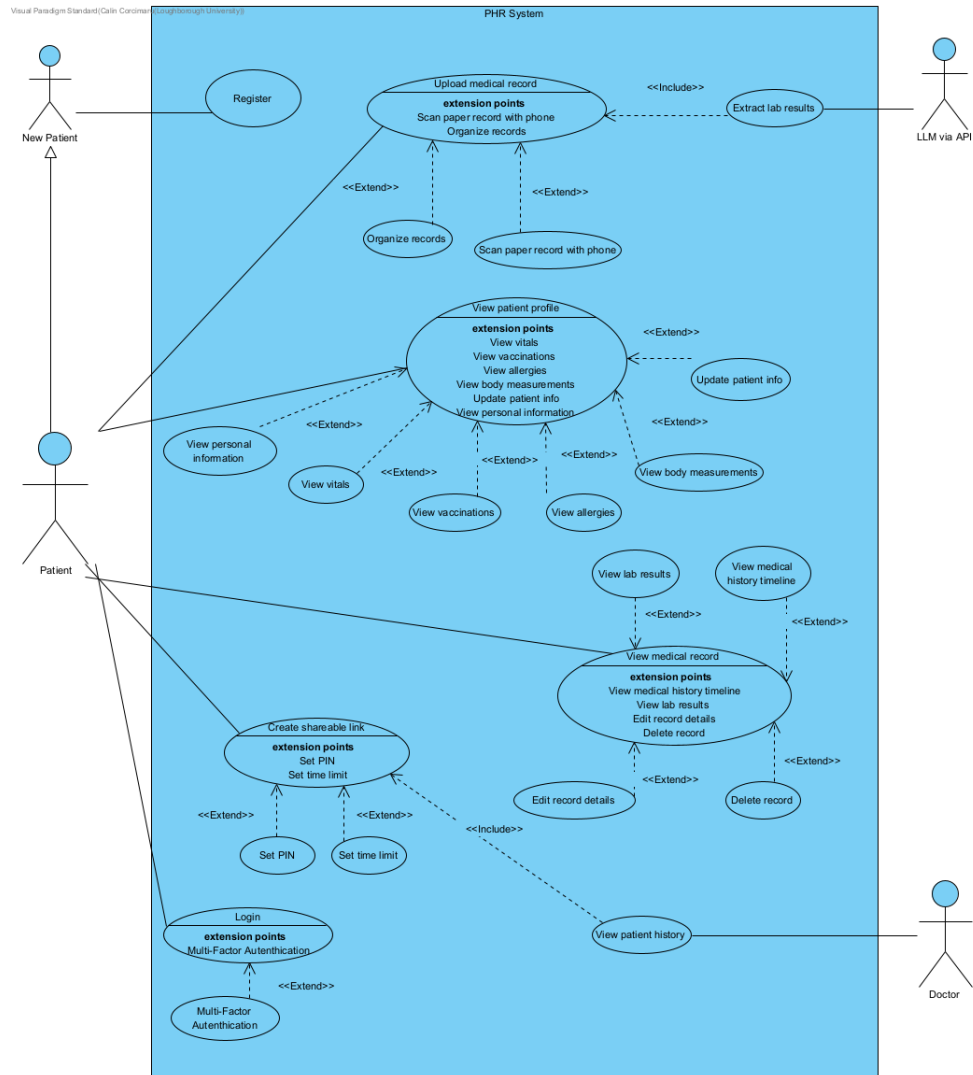 Visual Paradigm Standard(Calin Corcimaru(Loughborough University))
PHR System
New Patient
Register
Upload medical record
extension points
Scan paper record with phone
Organize records
<<Include>>
Extract lab results
LLM via API
<<Extend>>
<<Extend>>
Organize records
Scan paper record with phone
View patient profile
extension points
View vitals
View vaccinations
View allergies
View body measurements
Update patient info
View personal information
<<Extend>>
Update patient info
<<Extend>>
View personal
information
<<Extend>>
View vitals
<<Extend>>
View vaccinations
<<Extend>>
View allergies
<<Extend>>
View body measurements
Patient
View lab results
View medical
history timeline
<<Extend>>
<<Extend>>
View medical record
extension points
View medical history timeline
View lab results
Edit record details
Delete record
<<Extend>>
Edit record details
<<Extend>>
Delete record
Create shareable link
extension points
Set PIN
Set time limit
<<Extend>>
<<Extend>>
Set PIN
Set time limit
<<Include>>
View patient history
Doctor
Login
extension points
Multi-Factor Autenthication
<<Extend>>
Multi-Factor
Autenthication